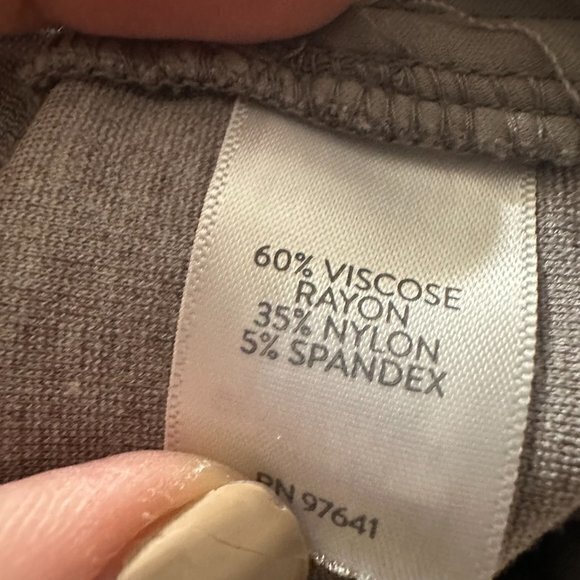 60% VISCOSE
RAYON
35% NYLON
5% SPANDEX
RN 97641